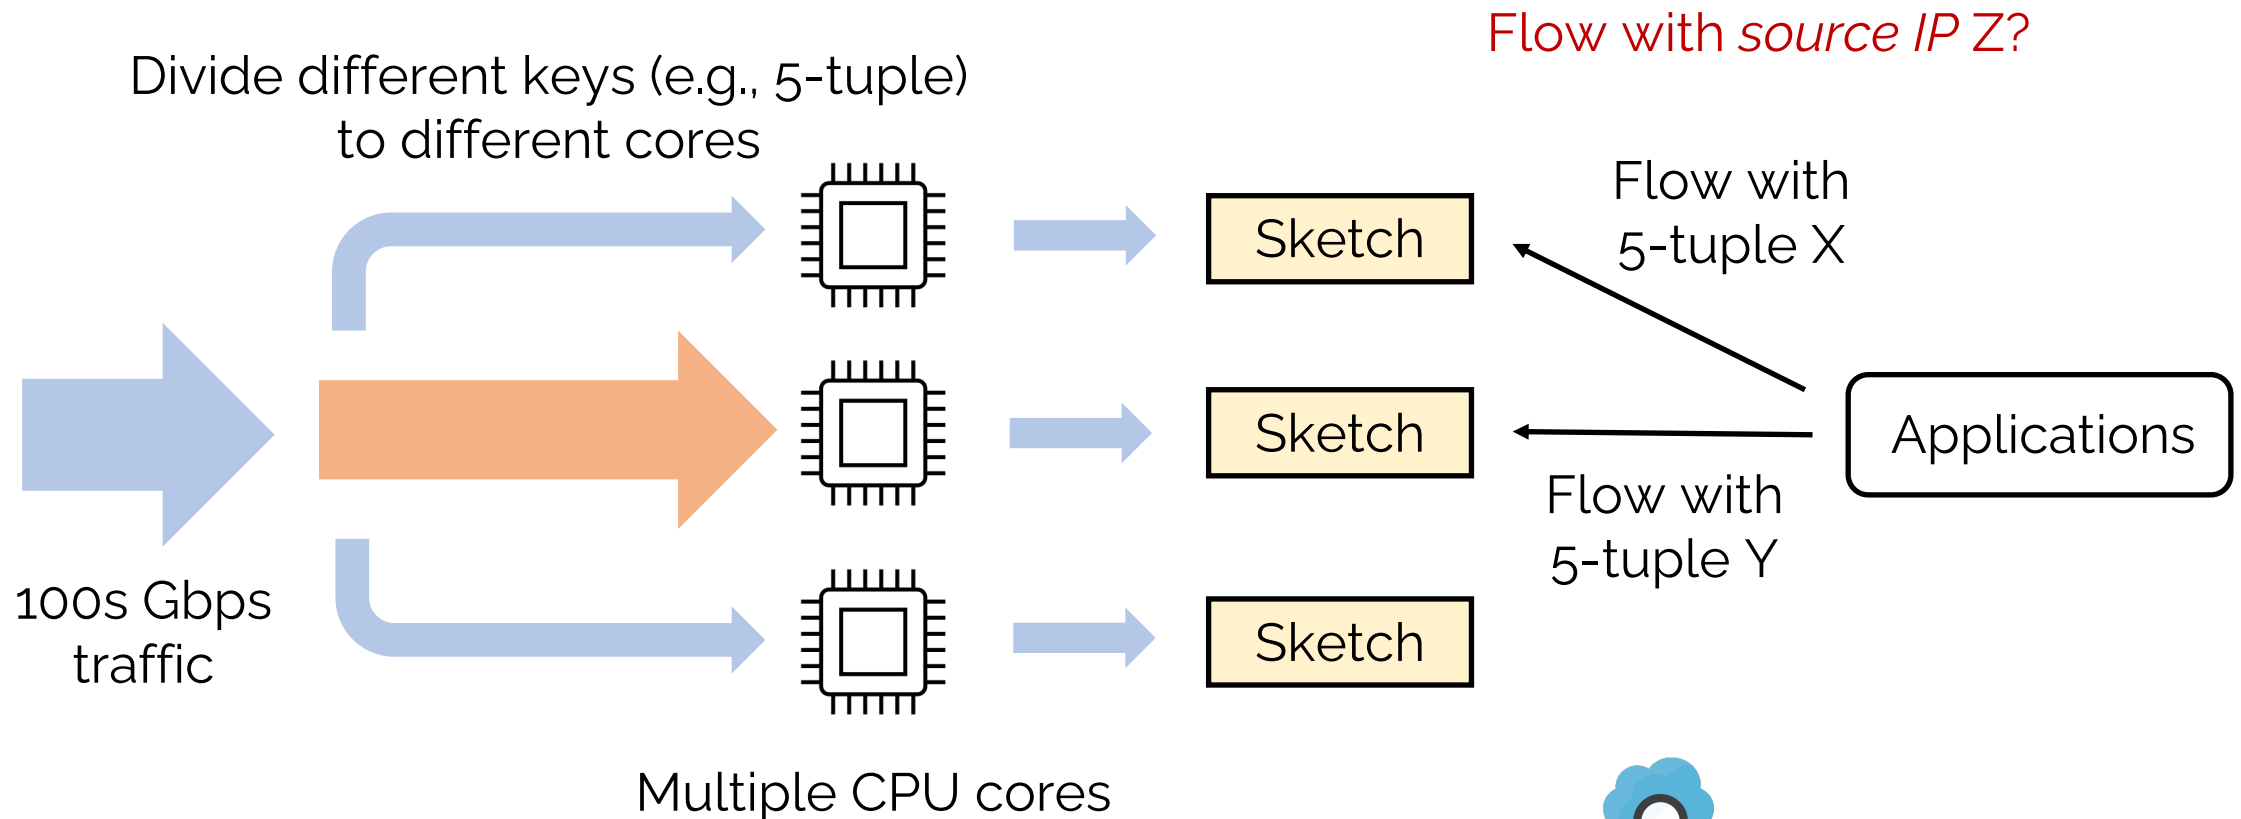 Flow with source IP Z?
Divide different keys (e.g., 5-tuple)
to different cores
Flow with
5-tuple X
Sketch
Applications
Sketch
Flow with
5-tuple Y
100s Gbps
traffic
Sketch
Multiple CPU cores